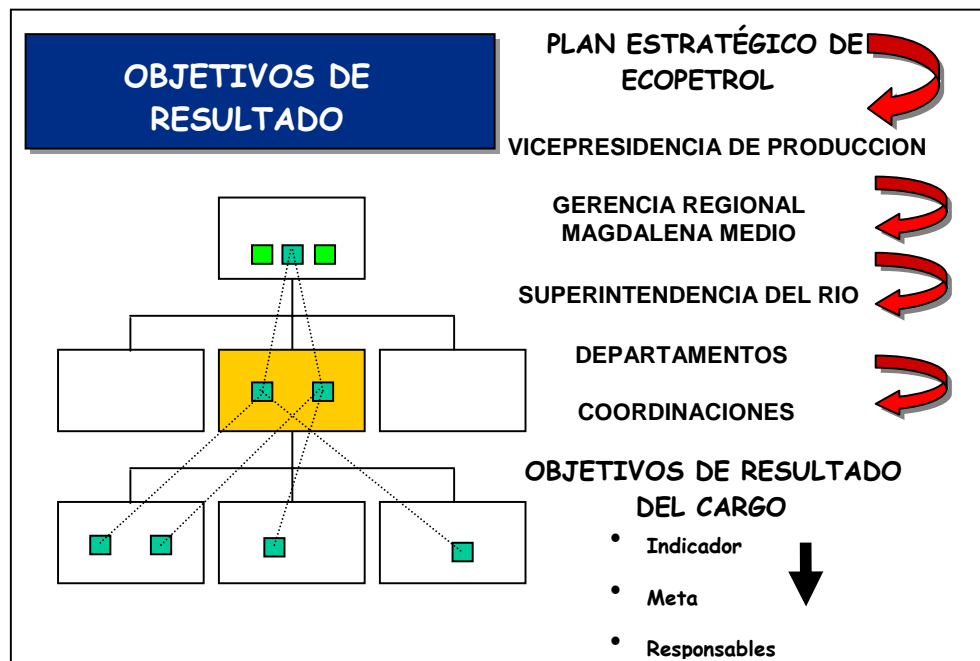 OBJETIVOS DE
RESULTADO
PLAN ESTRATÉGICO DE
ECOPETROL
VICEPRESIDENCIA DE PRODUCCION
GERENCIA REGIONAL
MAGDALENA MEDIO
SUPERINTENDENCIA DEL RIO
DEPARTAMENTOS
COORDINACIONES
OBJETIVOS DE RESULTADO
DEL CARGO
• Indicador
• Meta
• Responsables